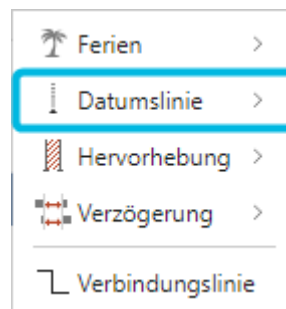 Ferien
Datumslinie
Hervorhebung
Verzögerung
Verbindungslinie